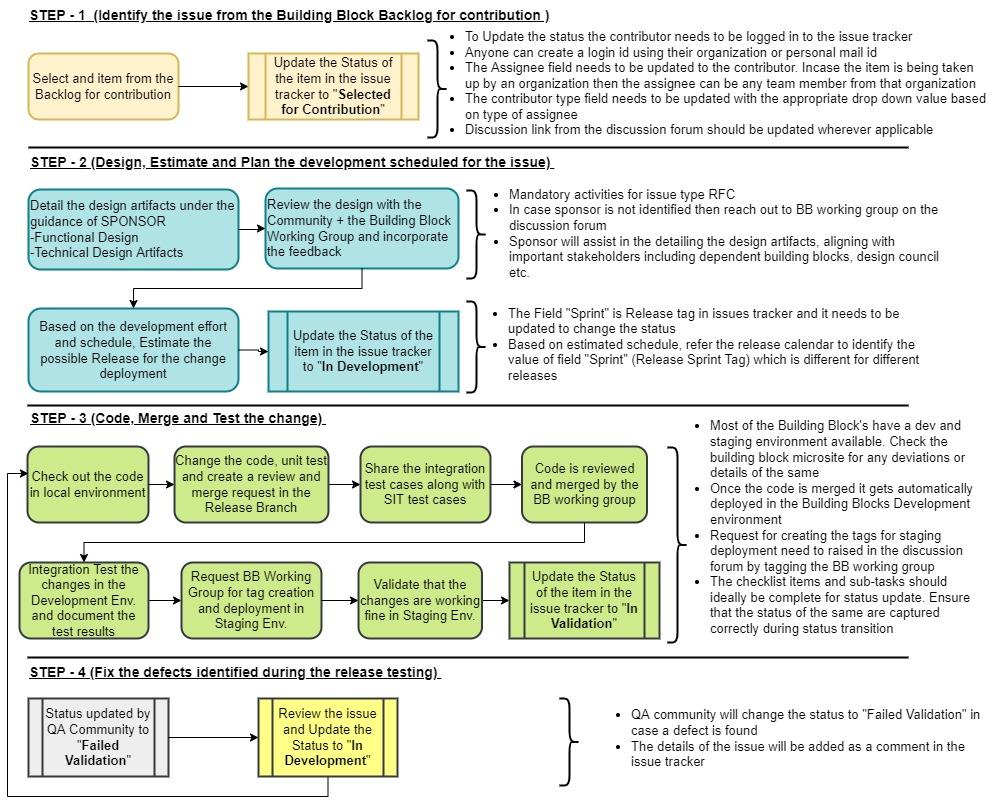 STEP - 1  (Identify the issue from the Building Block Backlog for contribution )
Select and item from the
Backlog for contribution
Update the Status of
the item in the issue
tracker to "Selected
for Contribution"
• To Update the status the contributor needs to be logged in to the issue tracker
• Anyone can create a login id using their organization or personal mail id
• The Assignee field needs to be updated to the contributor. Incase the item is being taken
up by an organization then the assignee can be any team member from that organization
• The contributor type field needs to be updated with the appropriate drop down value based
on type of assignee
• Discussion link from the discussion forum should be updated wherever applicable
STEP - 2 (Design, Estimate and Plan the development scheduled for the issue)
Detail the design artifacts under the
guidance of SPONSOR
-Functional Design
-Technical Design Artifacts
Review the design with the
Community + the Building Block
Working Group and incorporate
the feedback
• Mandatory activities for issue type RFC
• In case sponsor is not identified then reach out to BB working group on the
discussion forum
• Sponsor will assist in the detailing the design artifacts, aligning with
important stakeholders including dependent building blocks, design council
etc.
Based on the development effort
and schedule, Estimate the
possible Release for the change
deployment
Update the Status of the
item in the issue tracker
to "In Development"
• The Field "Sprint" is Release tag in issues tracker and it needs to be
updated to change the status
• Based on estimated schedule, refer the release calendar to identify the
value of field "Sprint" (Release Sprint Tag) which is different for different
releases
STEP - 3 (Code, Merge and Test the change)
Check out the code
in local environment
Change the code, unit test
and create a review and
merge request in the
Release Branch
Share the integration
test cases along with
SIT test cases
Code is reviewed
and merged by the
BB working group
Integration Test the
changes in the
Development Env.
and document the
test results
Request BB Working
Group for tag creation
and deployment in
Staging Env.
Validate that the
changes are working
fine in Staging Env.
Update the Status
of the item in the
issue tracker to "In
Validation"
• Most of the Building Block's have a dev and
staging environment available. Check the
building block microsite for any deviations or
details of the same
• Once the code is merged it gets automatically
deployed in the Building Blocks Development
environment
• Request for creating the tags for staging
deployment need to raised in the discussion
forum by tagging the BB working group
• The checklist items and sub-tasks should
ideally be complete for status update. Ensure
that the status of the same are captured
correctly during status transition
STEP - 4 (Fix the defects identified during the release testing)
Status updated by
QA Community to
"Failed
Validation"
Review the issue
and Update the
Status to "In
Development"
• QA community will change the status to "Failed Validation" in
case a defect is found
• The details of the issue will be added as a comment in the
issue tracker